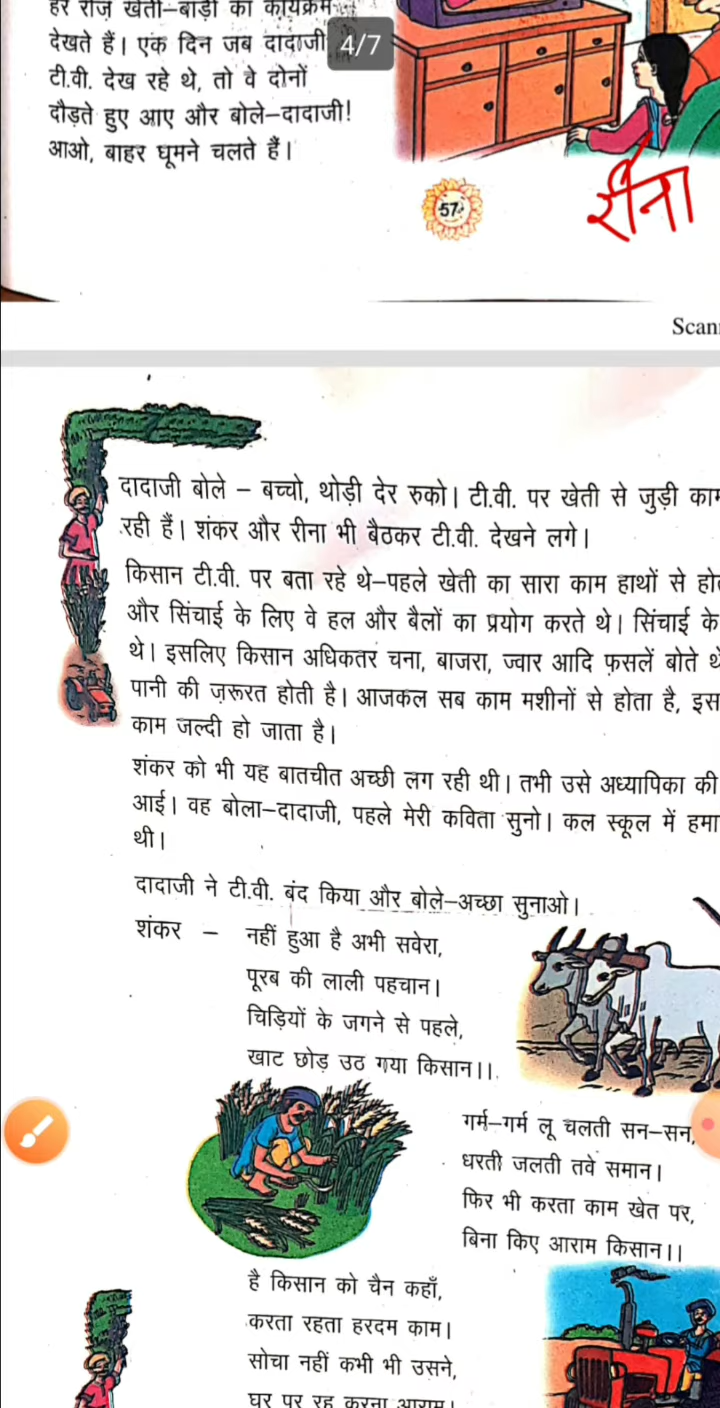 हर रोज़ खेती-बाड़ी का कार्यक्रम
देखते हैं। एक दिन जब दादाजी
4/7
टी.वी. देख रहे थे, तो वे दोनों
दौड़ते हुए आए और बोले-दादाजी!
आओ, बाहर घूमने चलते हैं।
57
रीना
Scan
दादाजी बोले - बच्चो, थोड़ी देर रुको। टी.वी. पर खेती से जुड़ी काम
रही हैं। शंकर और रीना भी बैठकर टी.वी. देखने लगे।
किसान टी.वी. पर बता रहे थे-पहले खेती का सारा काम हाथों से
और सिंचाई के लिए वे हल और बैलों का प्रयोग करते थे। सिंचाई के
थे। इसलिए किसान अधिकतर चना, बाजरा, ज्वार आदि फ़सलें बोते
पानी की ज़रूरत होती है। आजकल सब काम मशीनों से होता है, इस
काम जल्दी हो जाता है।
शंकर को भी यह बातचीत अच्छी लग रही थी। तभी उसे अध्यापिका की
आई। वह बोला-दादाजी, पहले मेरी कविता सुनो। कल स्कूल में हमा
थी।
दादाजी ने टी.वी. बंद किया और बोले-अच्छा सुनाओ।
शंकर - नहीं हुआ है अभी सवेरा,
पूरब की लाली पहचान।
चिड़ियों के जगने से पहले,
खाट छोड़ उठ गया किसान।।
गर्म-गर्म लू चलती सन-सन,
धरती जलती तवे समान।
फिर भी करता काम खेत पर,
बिना किए आराम किसान।।
है किसान को चैन कहाँ,
करता रहता हरदम काम।
सोचा नहीं कभी भी उसने,
घर पर रह करना आराम।